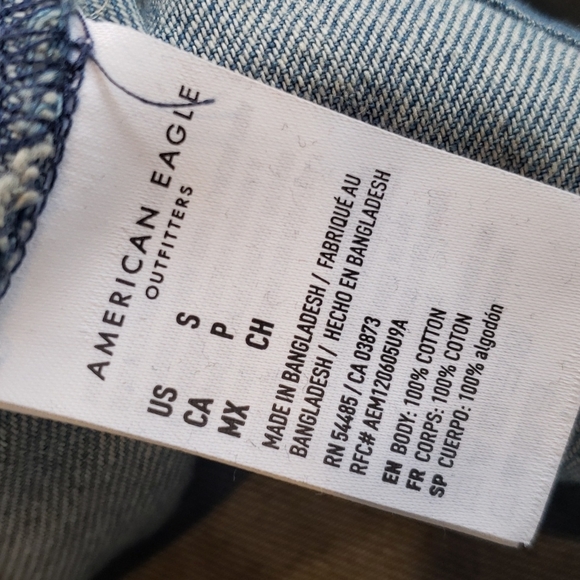 AMERICAN EAGLE
OUTFITTERS
US S
CA P
MX CH
MADE IN BANGLADESH / FABRIQUÉ AU
BANGLADESH / HECHO EN BANGLADESH
RN 54485 / CA 03873
RFC# AEM120605U9A
EN BODY: 100% COTTON
FR CORPS: 100% COTON
SP CUERPO: 100% algodón